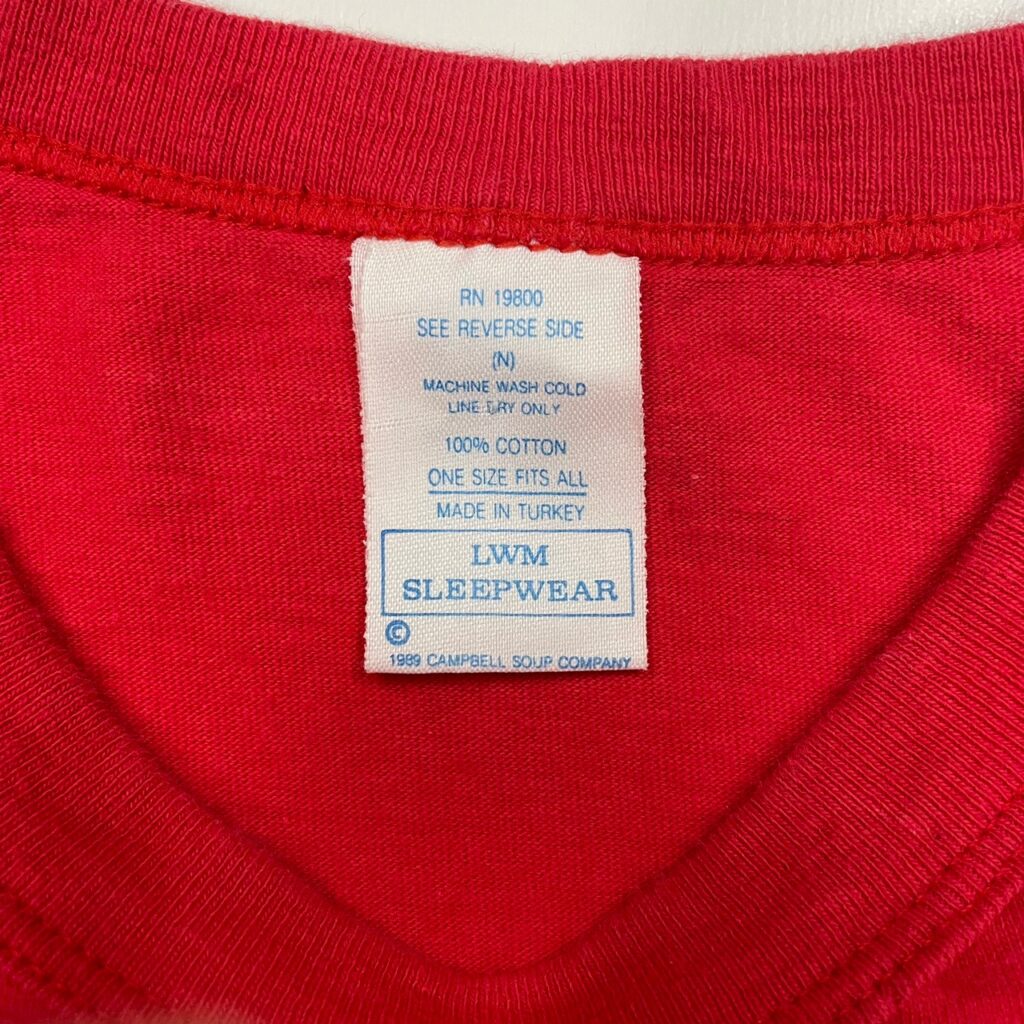 RN 19800
SEE REVERSE SIDE
(N)
MACHINE WASH COLD
LINE DRY ONLY
100% COTTON
ONE SIZE FITS ALL
MADE IN TURKEY
LWM
SLEEPWEAR
©
1989 CAMPBELL SOUP COMPANY